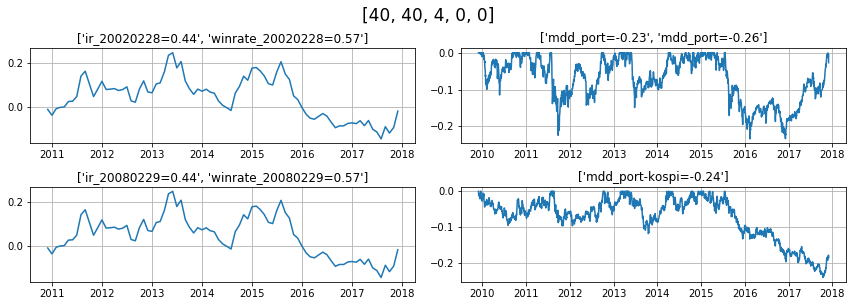 [40, 40, 4, 0, 0]
['ir_20020228=0.44', 'winrate_20020228=0.57']
0.2
0.0
2011 2012 2013 2014 2015 2016 2017 2018
['mdd_port=-0.23', 'mdd_port=-0.26']
0.0
−0.1
−0.2
2010 2011 2012 2013 2014 2015 2016 2017 2018
['ir_20080229=0.44', 'winrate_20080229=0.57']
0.2
0.0
2011 2012 2013 2014 2015 2016 2017 2018
['mdd_port-kospi=-0.24']
0.0
−0.1
−0.2
2010 2011 2012 2013 2014 2015 2016 2017 2018